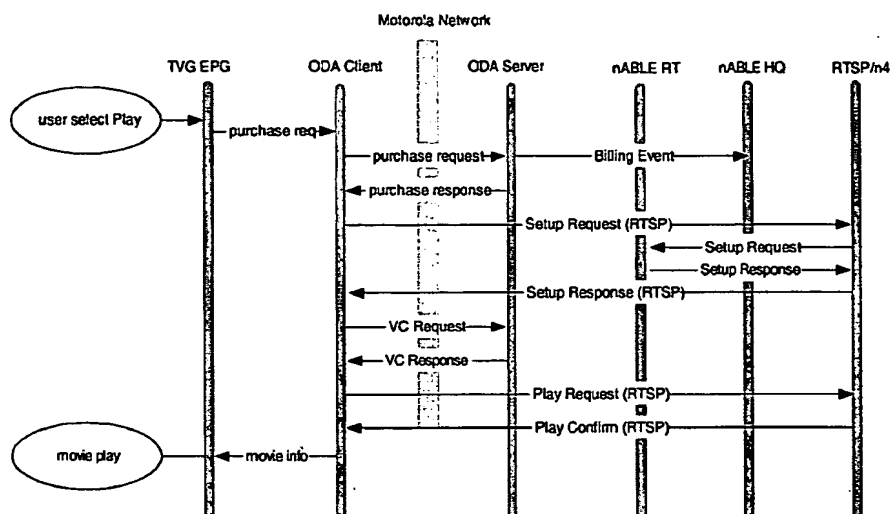 Motorola Network
TVG EPG
ODA Client
ODA Server
nABLE RT
nABLE HQ
RTSP/n4
user select Play
purchase req
purchase request
Billing Event
purchase response
Setup Request (RTSP)
Setup Request
Setup Response
Setup Response (RTSP)
VC Request
VC Response
Play Request (RTSP)
Play Confirm (RTSP)
movie play
movie info